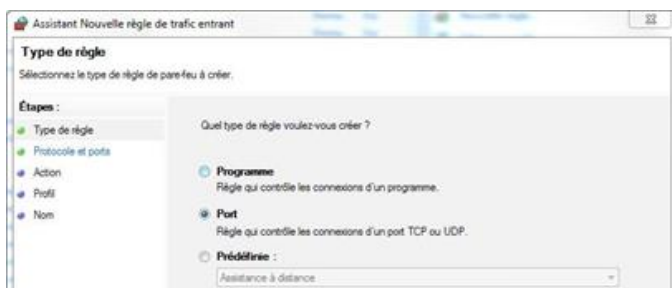 Assistant Nouvelle règle de trafic entrant
Type de règle
Sélectionnez le type de règle de pare-feu à créer.
Étapes :
Type de règle
Protocole et ports
Action
Profil
Nom
Quel type de règle voulez-vous créer ?
Programme
Règle qui contrôle les connexions d'un programme.
Port
Règle qui contrôle les connexions d'un port TCP ou UDP.
Prédéfinie :
Assistance à distance